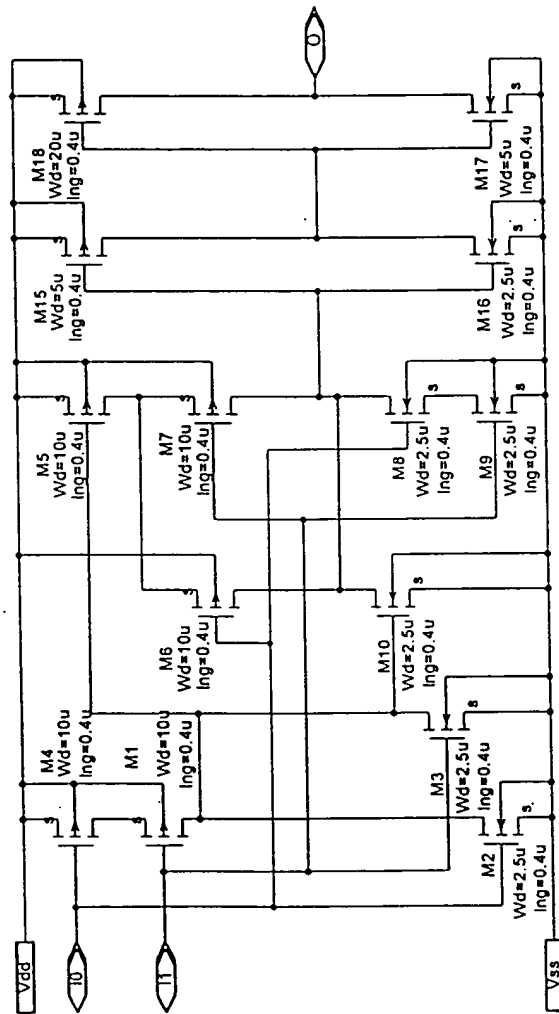 Vdd
I0
I1
Vss
M4
Wd=10u
lng=0.4u
M1
Wd=10u
lng=0.4u
M3
Wd=2.5u
lng=0.4u
M2
Wd=2.5u
lng=0.4u
M6
Wd=10u
lng=0.4u
M10
Wd=2.5u
lng=0.4u
M5
Wd=10u
lng=0.4u
M7
Wd=10u
lng=0.4u
M8
Wd=2.5u
lng=0.4u
M9
Wd=2.5u
lng=0.4u
M15
Wd=5u
lng=0.4u
M16
Wd=2.5u
lng=0.4u
M18
Wd=20u
lng=0.4u
M17
Wd=5u
lng=0.4u
O
s
s
s
s
s
s
s
s
s
s
s
s
s
s